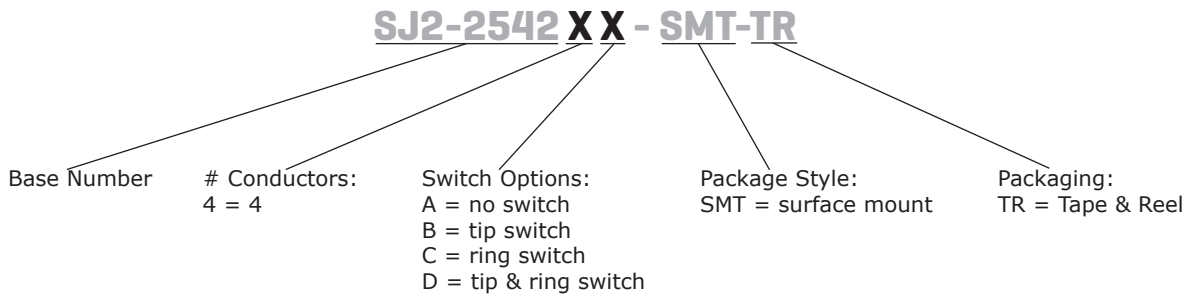 SJ2-2542 X X - SMT-TR
Base Number
# Conductors:
4 = 4
Switch Options:
A = no switch
B = tip switch
C = ring switch
D = tip & ring switch
Package Style:
SMT = surface mount
Packaging:
TR = Tape & Reel